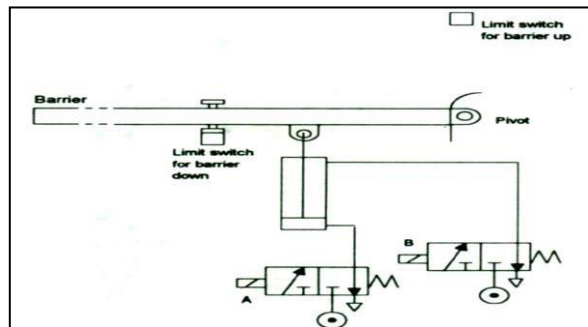 Limit switch
for barrier up
Barrier
Pivot
Limit switch
for barrier
down
B
A